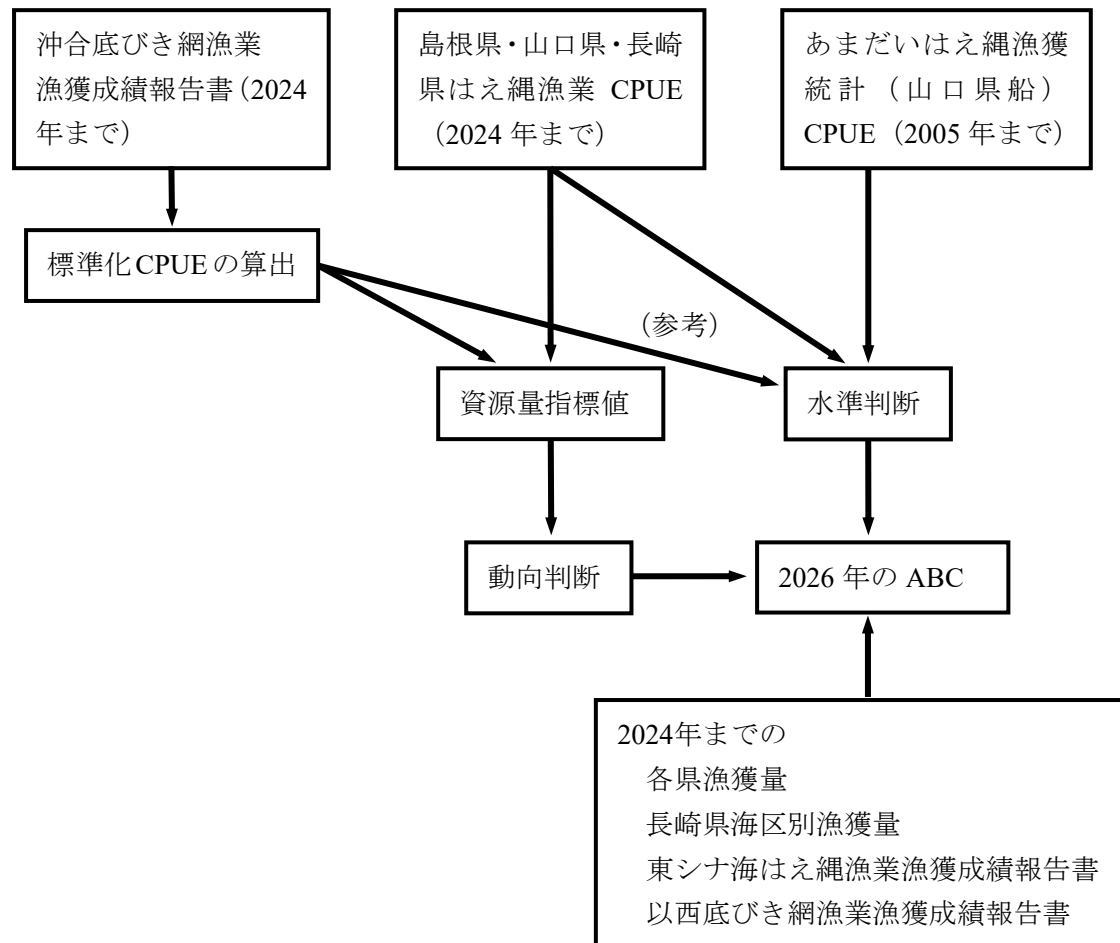 沖合底びき網漁業
漁獲成績報告書（2024
年まで）
島根県・山口県・長崎
県はえ縄漁業 CPUE
（2024 年まで）
あまだいはえ縄漁獲
統計（山口県船）
CPUE（2005 年まで）
標準化CPUEの算出
（参考）
資源量指標値
水準判断
動向判断
2026 年の ABC
2024年までの
各県漁獲量
長崎県海区別漁獲量
東シナ海はえ縄漁業漁獲成績報告書
以西底びき網漁業漁獲成績報告書